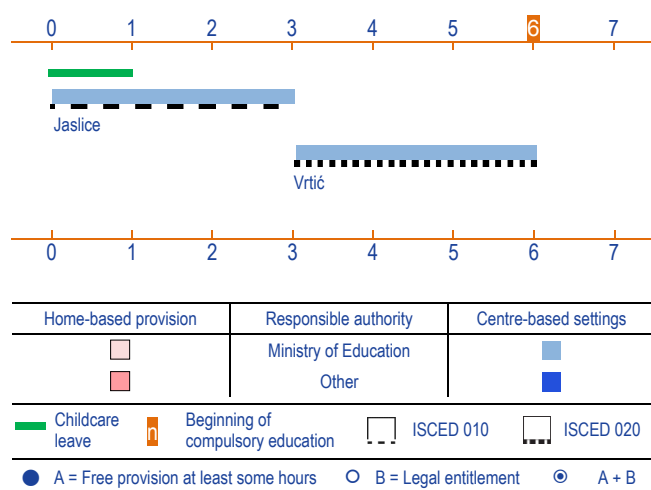 0 1 2 3 4 5 6 7
Jaslice
Vrtić
0 1 2 3 4 5 6 7
Home-based provision Responsible authority Centre-based settings
Ministry of Education
Other
Childcare leave
n Beginning of compulsory education
ISCED 010
ISCED 020
A = Free provision at least some hours B = Legal entitlement A + B